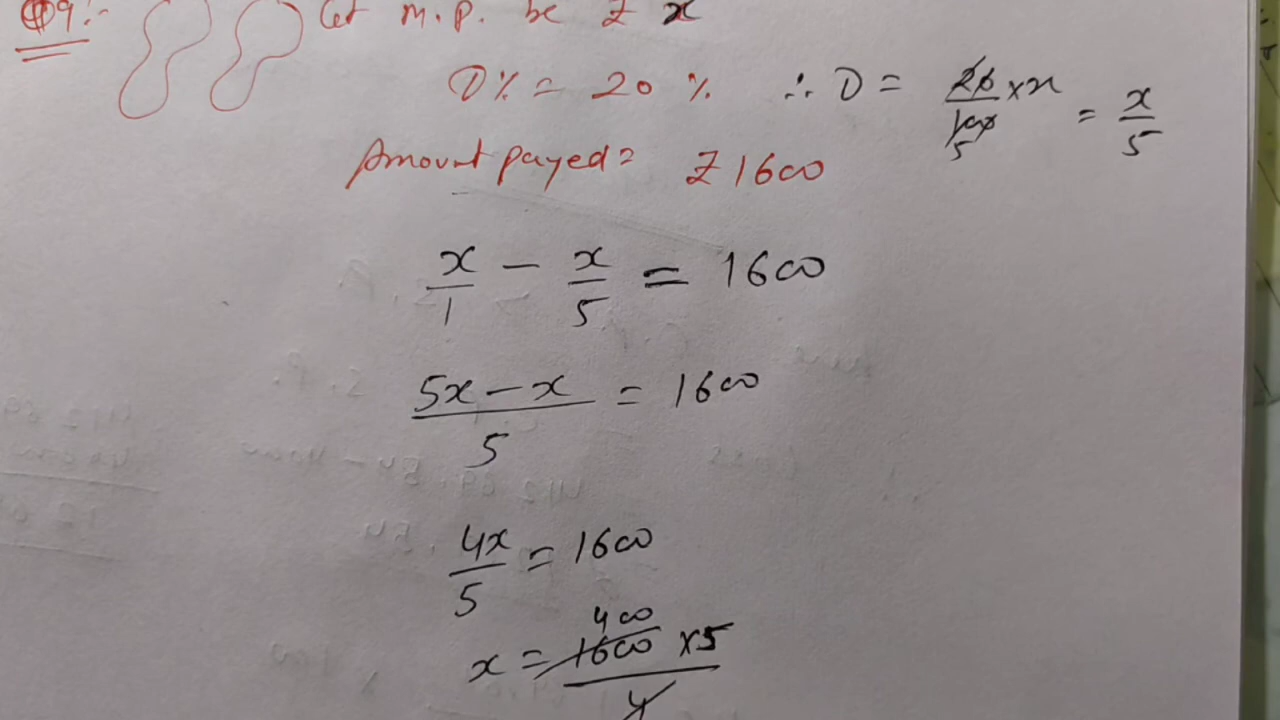 Q9:- Let M.P. be ₹ x
D% = 20 % ∴ D = 20/100 × x = x/5
Amount payed = ₹ 1600
x/1 - x/5 = 1600
5x - x/5 = 1600
4x/5 = 1600
x = 400 1600 × 5/4